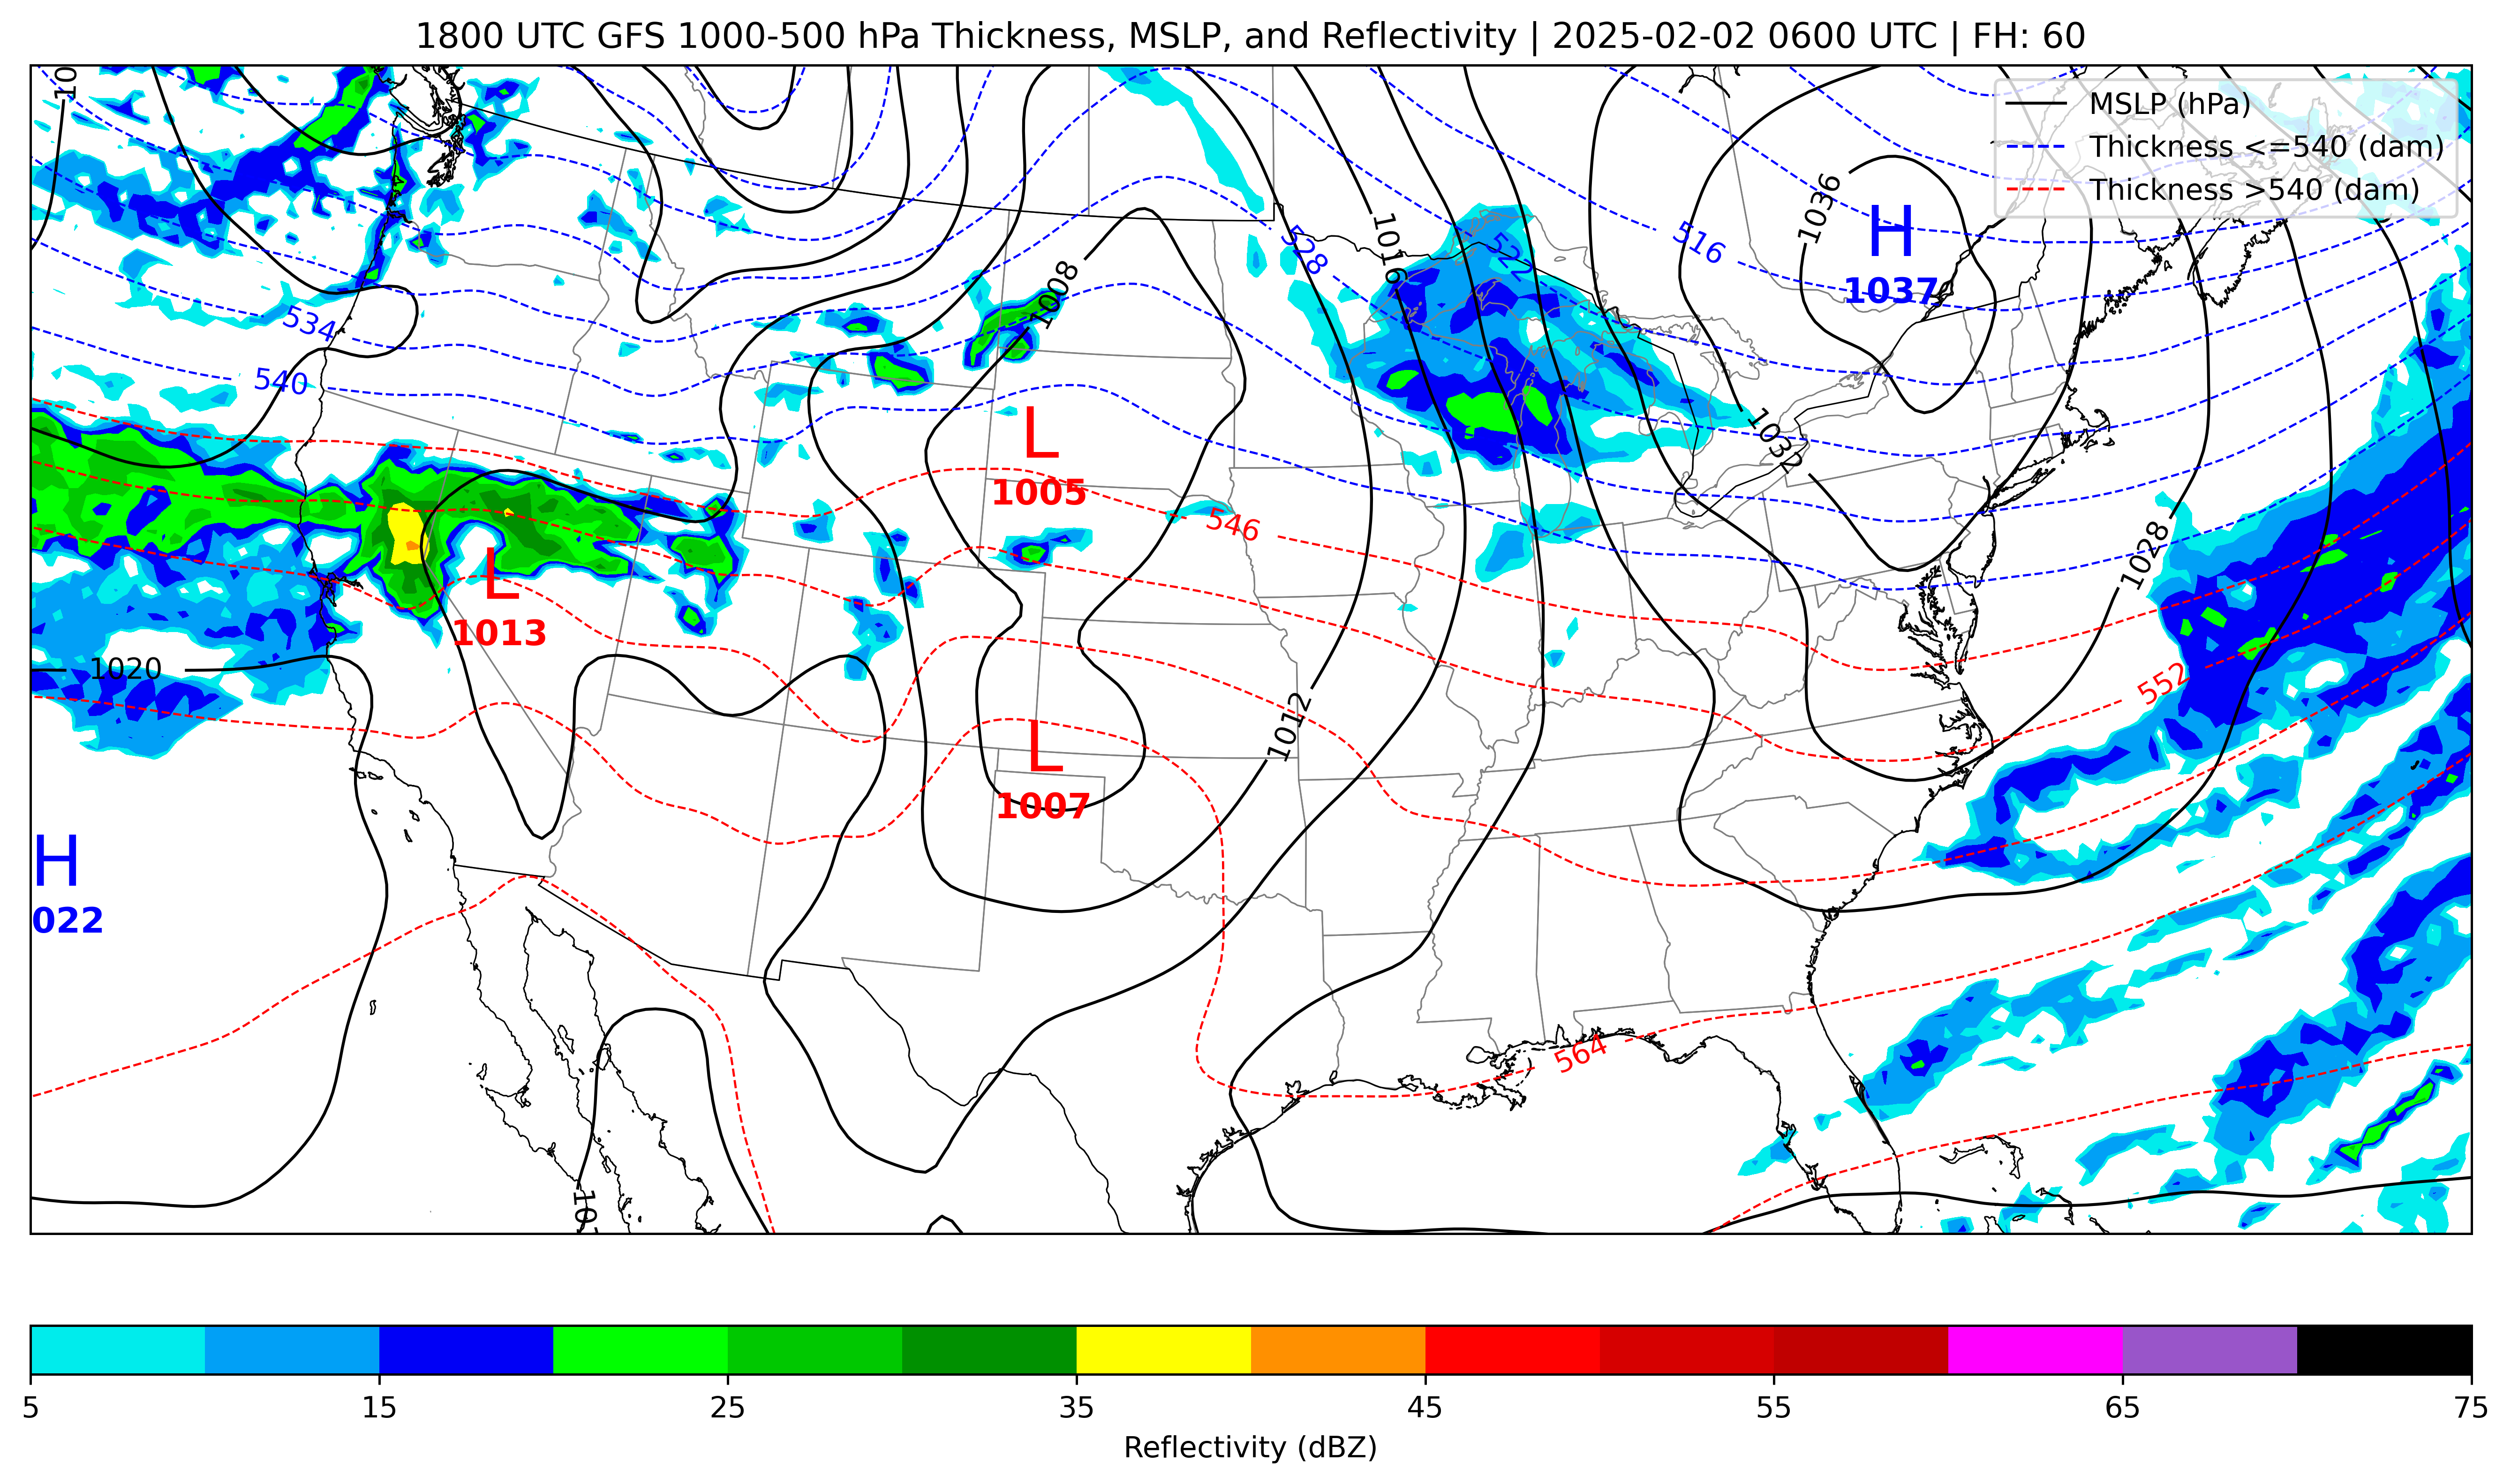 1800 UTC GFS 1000-500 hPa Thickness, MSLP, and Reflectivity | 2025-02-02 0600 UTC | FH: 60
MSLP (hPa)
Thickness <=540 (dam)
Thickness >540 (dam)
10
1036
H
1037
1016
528
522
516
1008
534
540
L
1005
1032
546
1028
L
1013
1020
552
1012
L
1007
H
022
564
10
5 15 25 35 45 55 65 75
Reflectivity (dBZ)